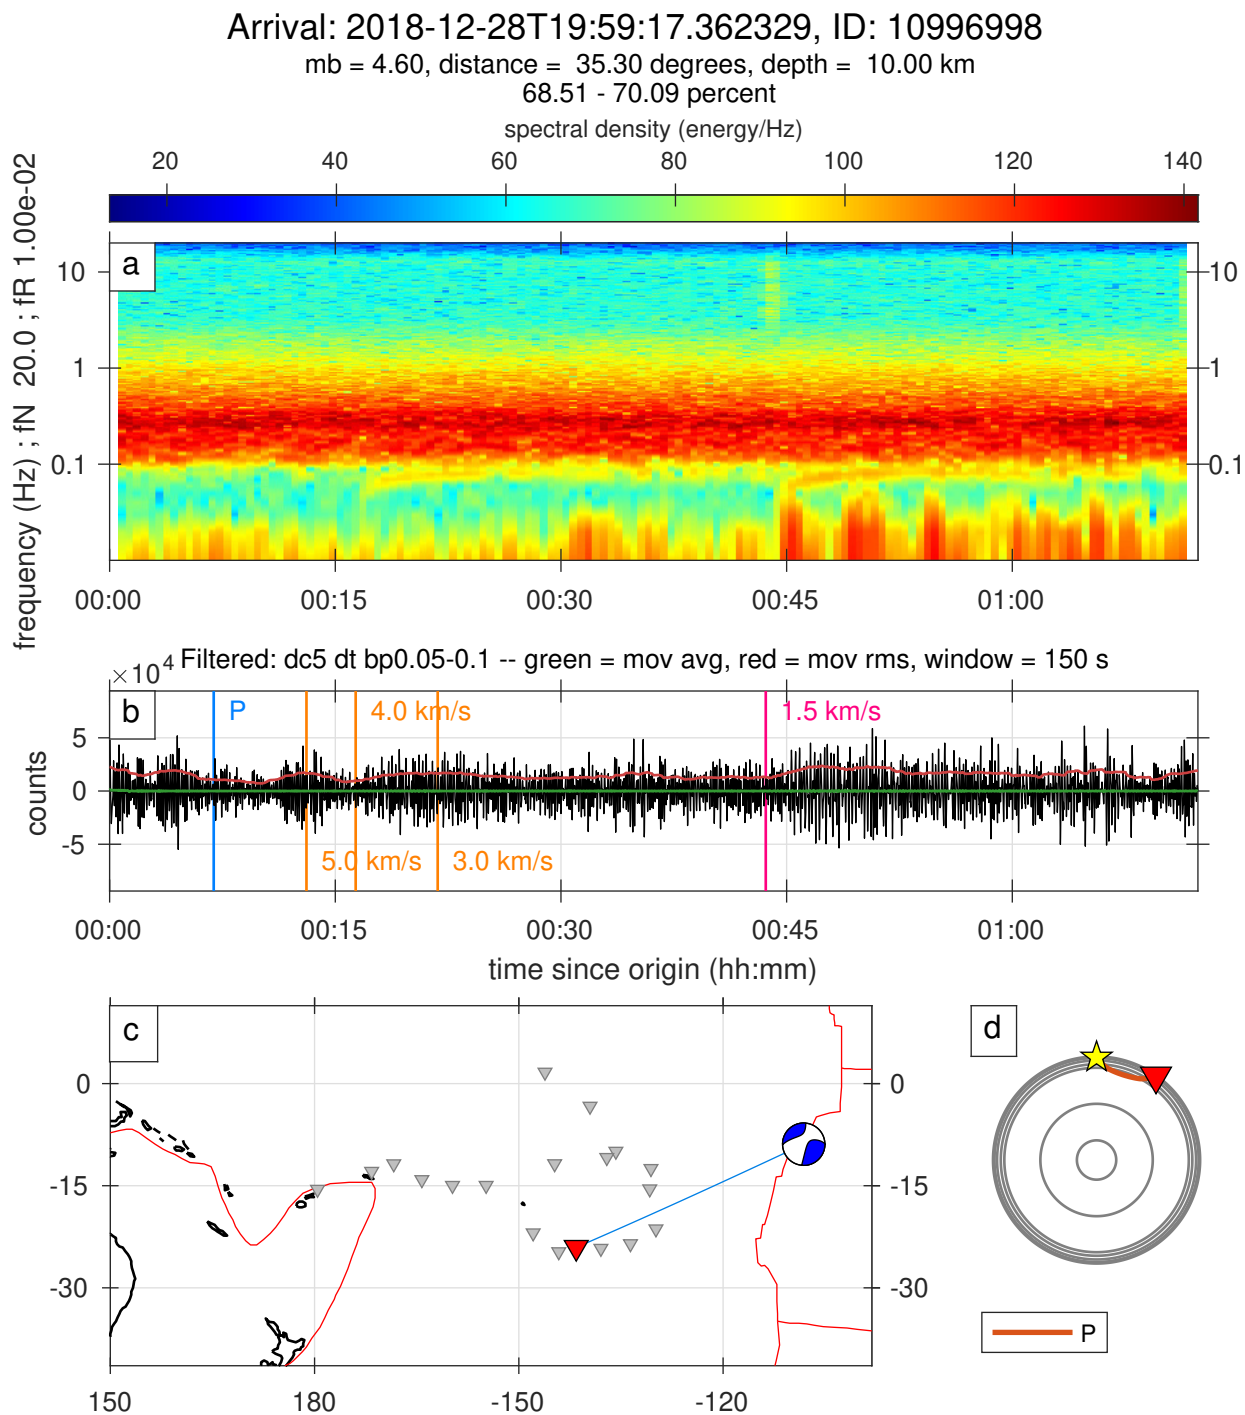 Arrival: 2018-12-28T19:59:17.362329, ID: 10996998
mb = 4.60, distance =  35.30 degrees, depth =  10.00 km
68.51 - 70.09 percent
spectral density (energy/Hz)
20 40 60 80 100 120 140
frequency (Hz) ; fN  20.0 ; fR 1.00e-02
a
10 10
1 1
0.1 0.1
00:00 00:15 00:30 00:45 01:00
×10⁴ Filtered: dc5 dt bp0.05-0.1 -- green = mov avg, red = mov rms, window = 150 s
b
P 4.0 km/s 1.5 km/s
5
0
-5
counts
5.0 km/s 3.0 km/s
00:00 00:15 00:30 00:45 01:00
time since origin (hh:mm)
c
d
0 0
-15 -15
-30 -30
150 180 -150 -120
P